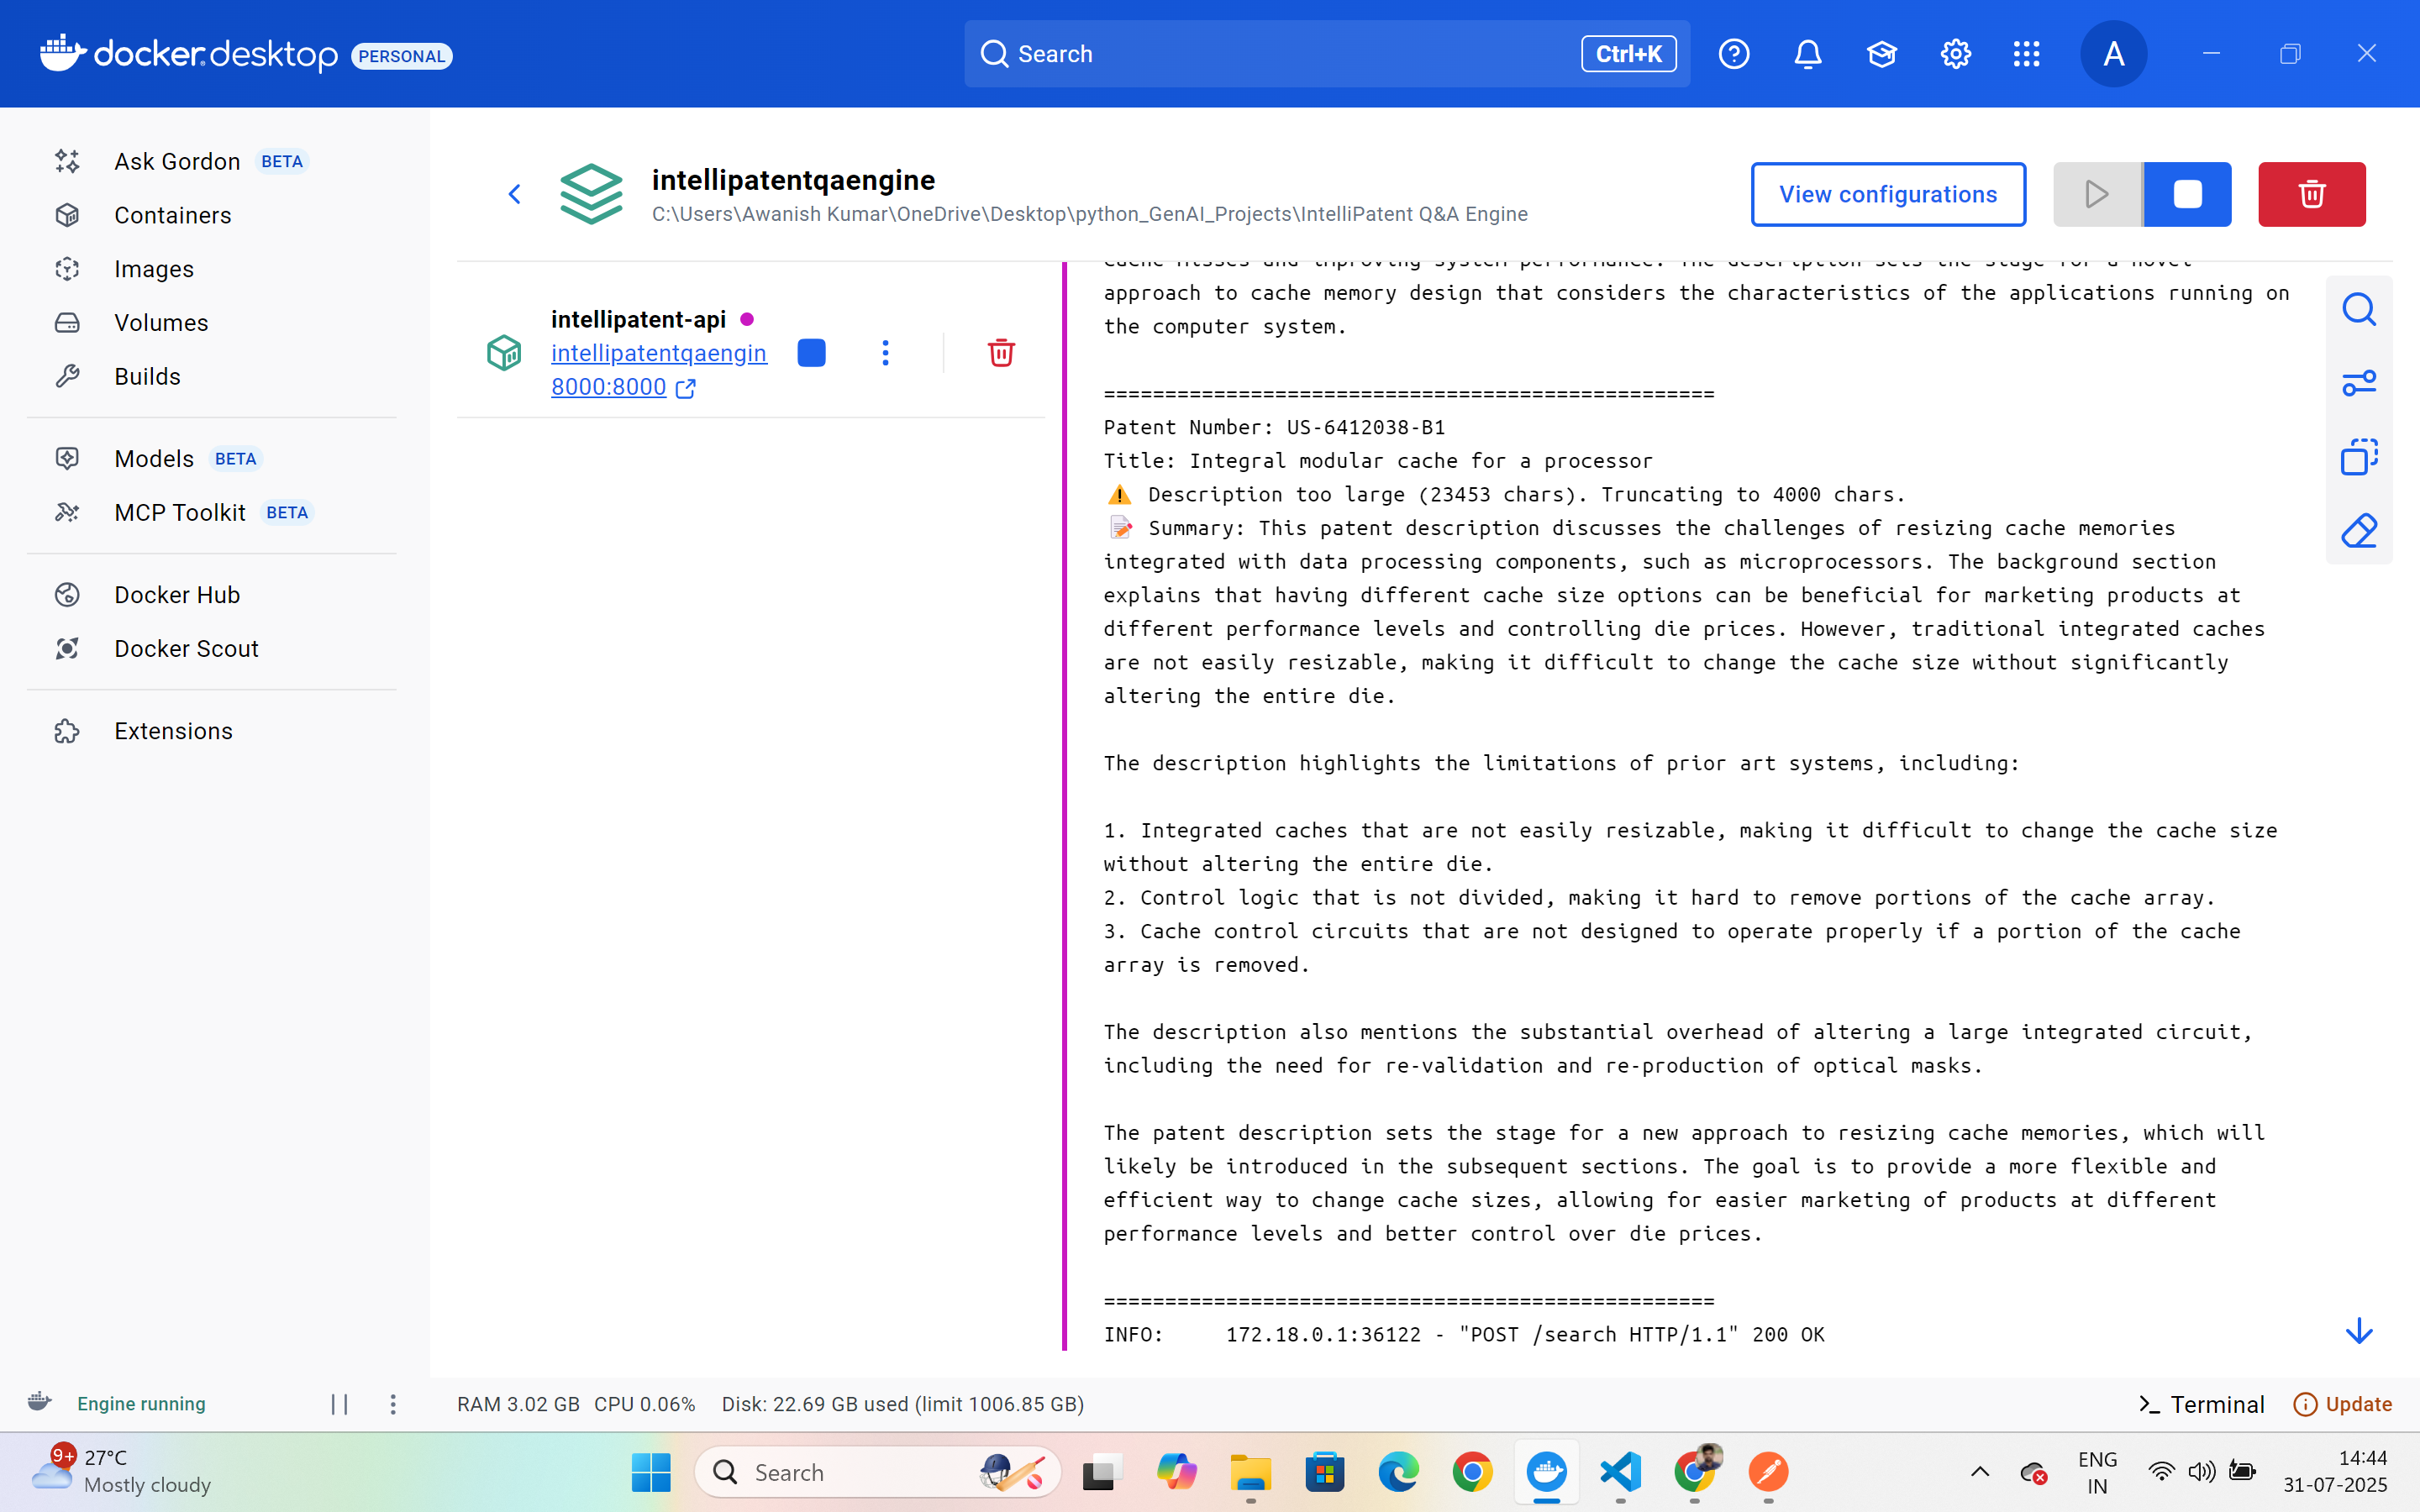 docker.desktop PERSONAL
Search Ctrl+K
A
Ask Gordon BETA
Containers
Images
Volumes
Builds
Models BETA
MCP Toolkit BETA
Docker Hub
Docker Scout
Extensions
intellipatentqaengine
C:\Users\Awanish Kumar\OneDrive\Desktop\python_GenAI_Projects\IntelliPatent Q&A Engine
View configurations
intellipatent-api
intellipatentqaengin
8000:8000
cache misses and improving system performance. The description sets the stage for a novel
approach to cache memory design that considers the characteristics of the applications running on
the computer system.
==================================================
Patent Number: US-6412038-B1
Title: Integral modular cache for a processor
⚠️ Description too large (23453 chars). Truncating to 4000 chars.
📝 Summary: This patent description discusses the challenges of resizing cache memories
integrated with data processing components, such as microprocessors. The background section
explains that having different cache size options can be beneficial for marketing products at
different performance levels and controlling die prices. However, traditional integrated caches
are not easily resizable, making it difficult to change the cache size without significantly
altering the entire die.
The description highlights the limitations of prior art systems, including:
1. Integrated caches that are not easily resizable, making it difficult to change the cache size
without altering the entire die.
2. Control logic that is not divided, making it hard to remove portions of the cache array.
3. Cache control circuits that are not designed to operate properly if a portion of the cache
array is removed.
The description also mentions the substantial overhead of altering a large integrated circuit,
including the need for re-validation and re-production of optical masks.
The patent description sets the stage for a new approach to resizing cache memories, which will
likely be introduced in the subsequent sections. The goal is to provide a more flexible and
efficient way to change cache sizes, allowing for easier marketing of products at different
performance levels and better control over die prices.
==================================================
INFO:     172.18.0.1:36122 - "POST /search HTTP/1.1" 200 OK
Engine running
RAM 3.02 GB CPU 0.06% Disk: 22.69 GB used (limit 1006.85 GB)
Terminal
Update
9+
27°C
Mostly cloudy
Search
ENG
IN
14:44
31-07-2025